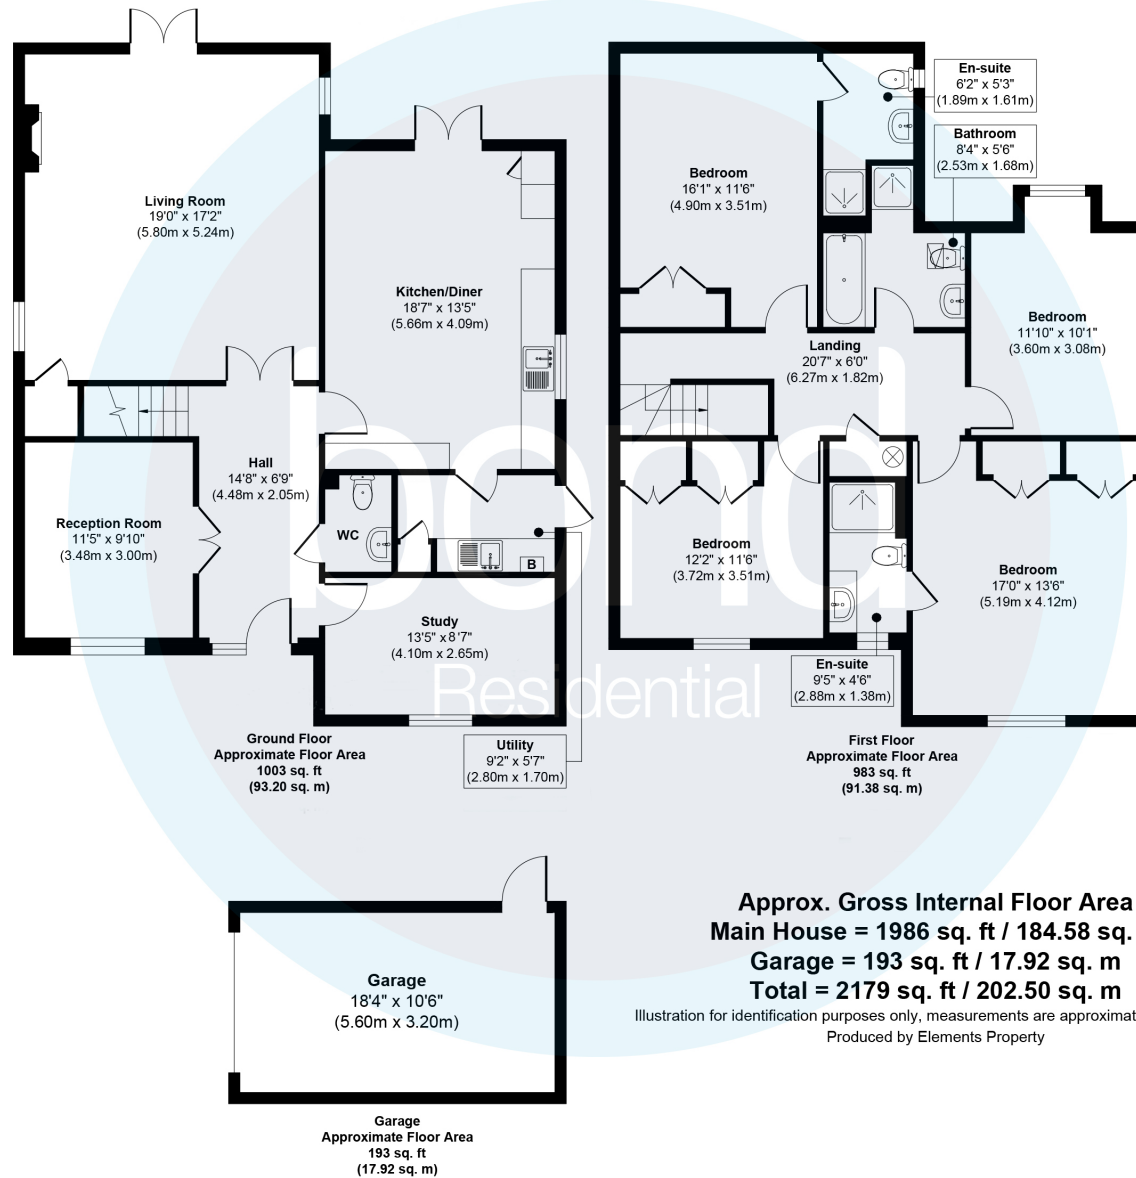 Living Room
19'0" x 17'2"
(5.80m x 5.24m)
Kitchen/Diner
18'7" x 13'5"
(5.66m x 4.09m)
Hall
14'8" x 6'9"
(4.48m x 2.05m)
Reception Room
11'5" x 9'10"
(3.48m x 3.00m)
WC
B
Study
13'5" x 8'7"
(4.10m x 2.65m)
Utility
9'2" x 5'7"
(2.80m x 1.70m)
Ground Floor
Approximate Floor Area
1003 sq. ft
(93.20 sq. m)
Bedroom
16'1" x 11'6"
(4.90m x 3.51m)
En-suite
6'2" x 5'3"
(1.89m x 1.61m)
Bathroom
8'4" x 5'6"
(2.53m x 1.68m)
Bedroom
11'10" x 10'1"
(3.60m x 3.08m)
Landing
20'7" x 6'0"
(6.27m x 1.82m)
Bedroom
12'2" x 11'6"
(3.72m x 3.51m)
Bedroom
17'0" x 13'6"
(5.19m x 4.12m)
En-suite
9'5" x 4'6"
(2.88m x 1.38m)
First Floor
Approximate Floor Area
983 sq. ft
(91.38 sq. m)
bond
Residential
Garage
18'4" x 10'6"
(5.60m x 3.20m)
Garage
Approximate Floor Area
193 sq. ft
(17.92 sq. m)
Approx. Gross Internal Floor Area
Main House = 1986 sq. ft / 184.58 sq.
Garage = 193 sq. ft / 17.92 sq. m
Total = 2179 sq. ft / 202.50 sq. m
Illustration for identification purposes only, measurements are approximat
Produced by Elements Property